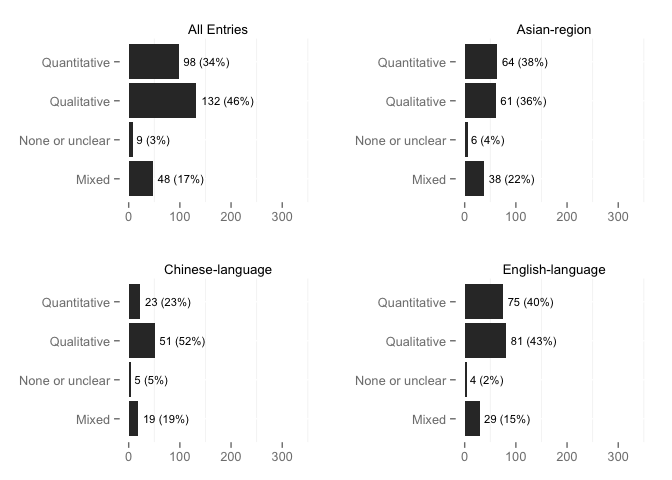 All Entries
Quantitative 98 (34%)
Qualitative 132 (46%)
None or unclear 9 (3%)
Mixed 48 (17%)
0 100 200 300
Asian-region
Quantitative 64 (38%)
Qualitative 61 (36%)
None or unclear 6 (4%)
Mixed 38 (22%)
0 100 200 300
Chinese-language
Quantitative 23 (23%)
Qualitative 51 (52%)
None or unclear 5 (5%)
Mixed 19 (19%)
0 100 200 300
English-language
Quantitative 75 (40%)
Qualitative 81 (43%)
None or unclear 4 (2%)
Mixed 29 (15%)
0 100 200 300